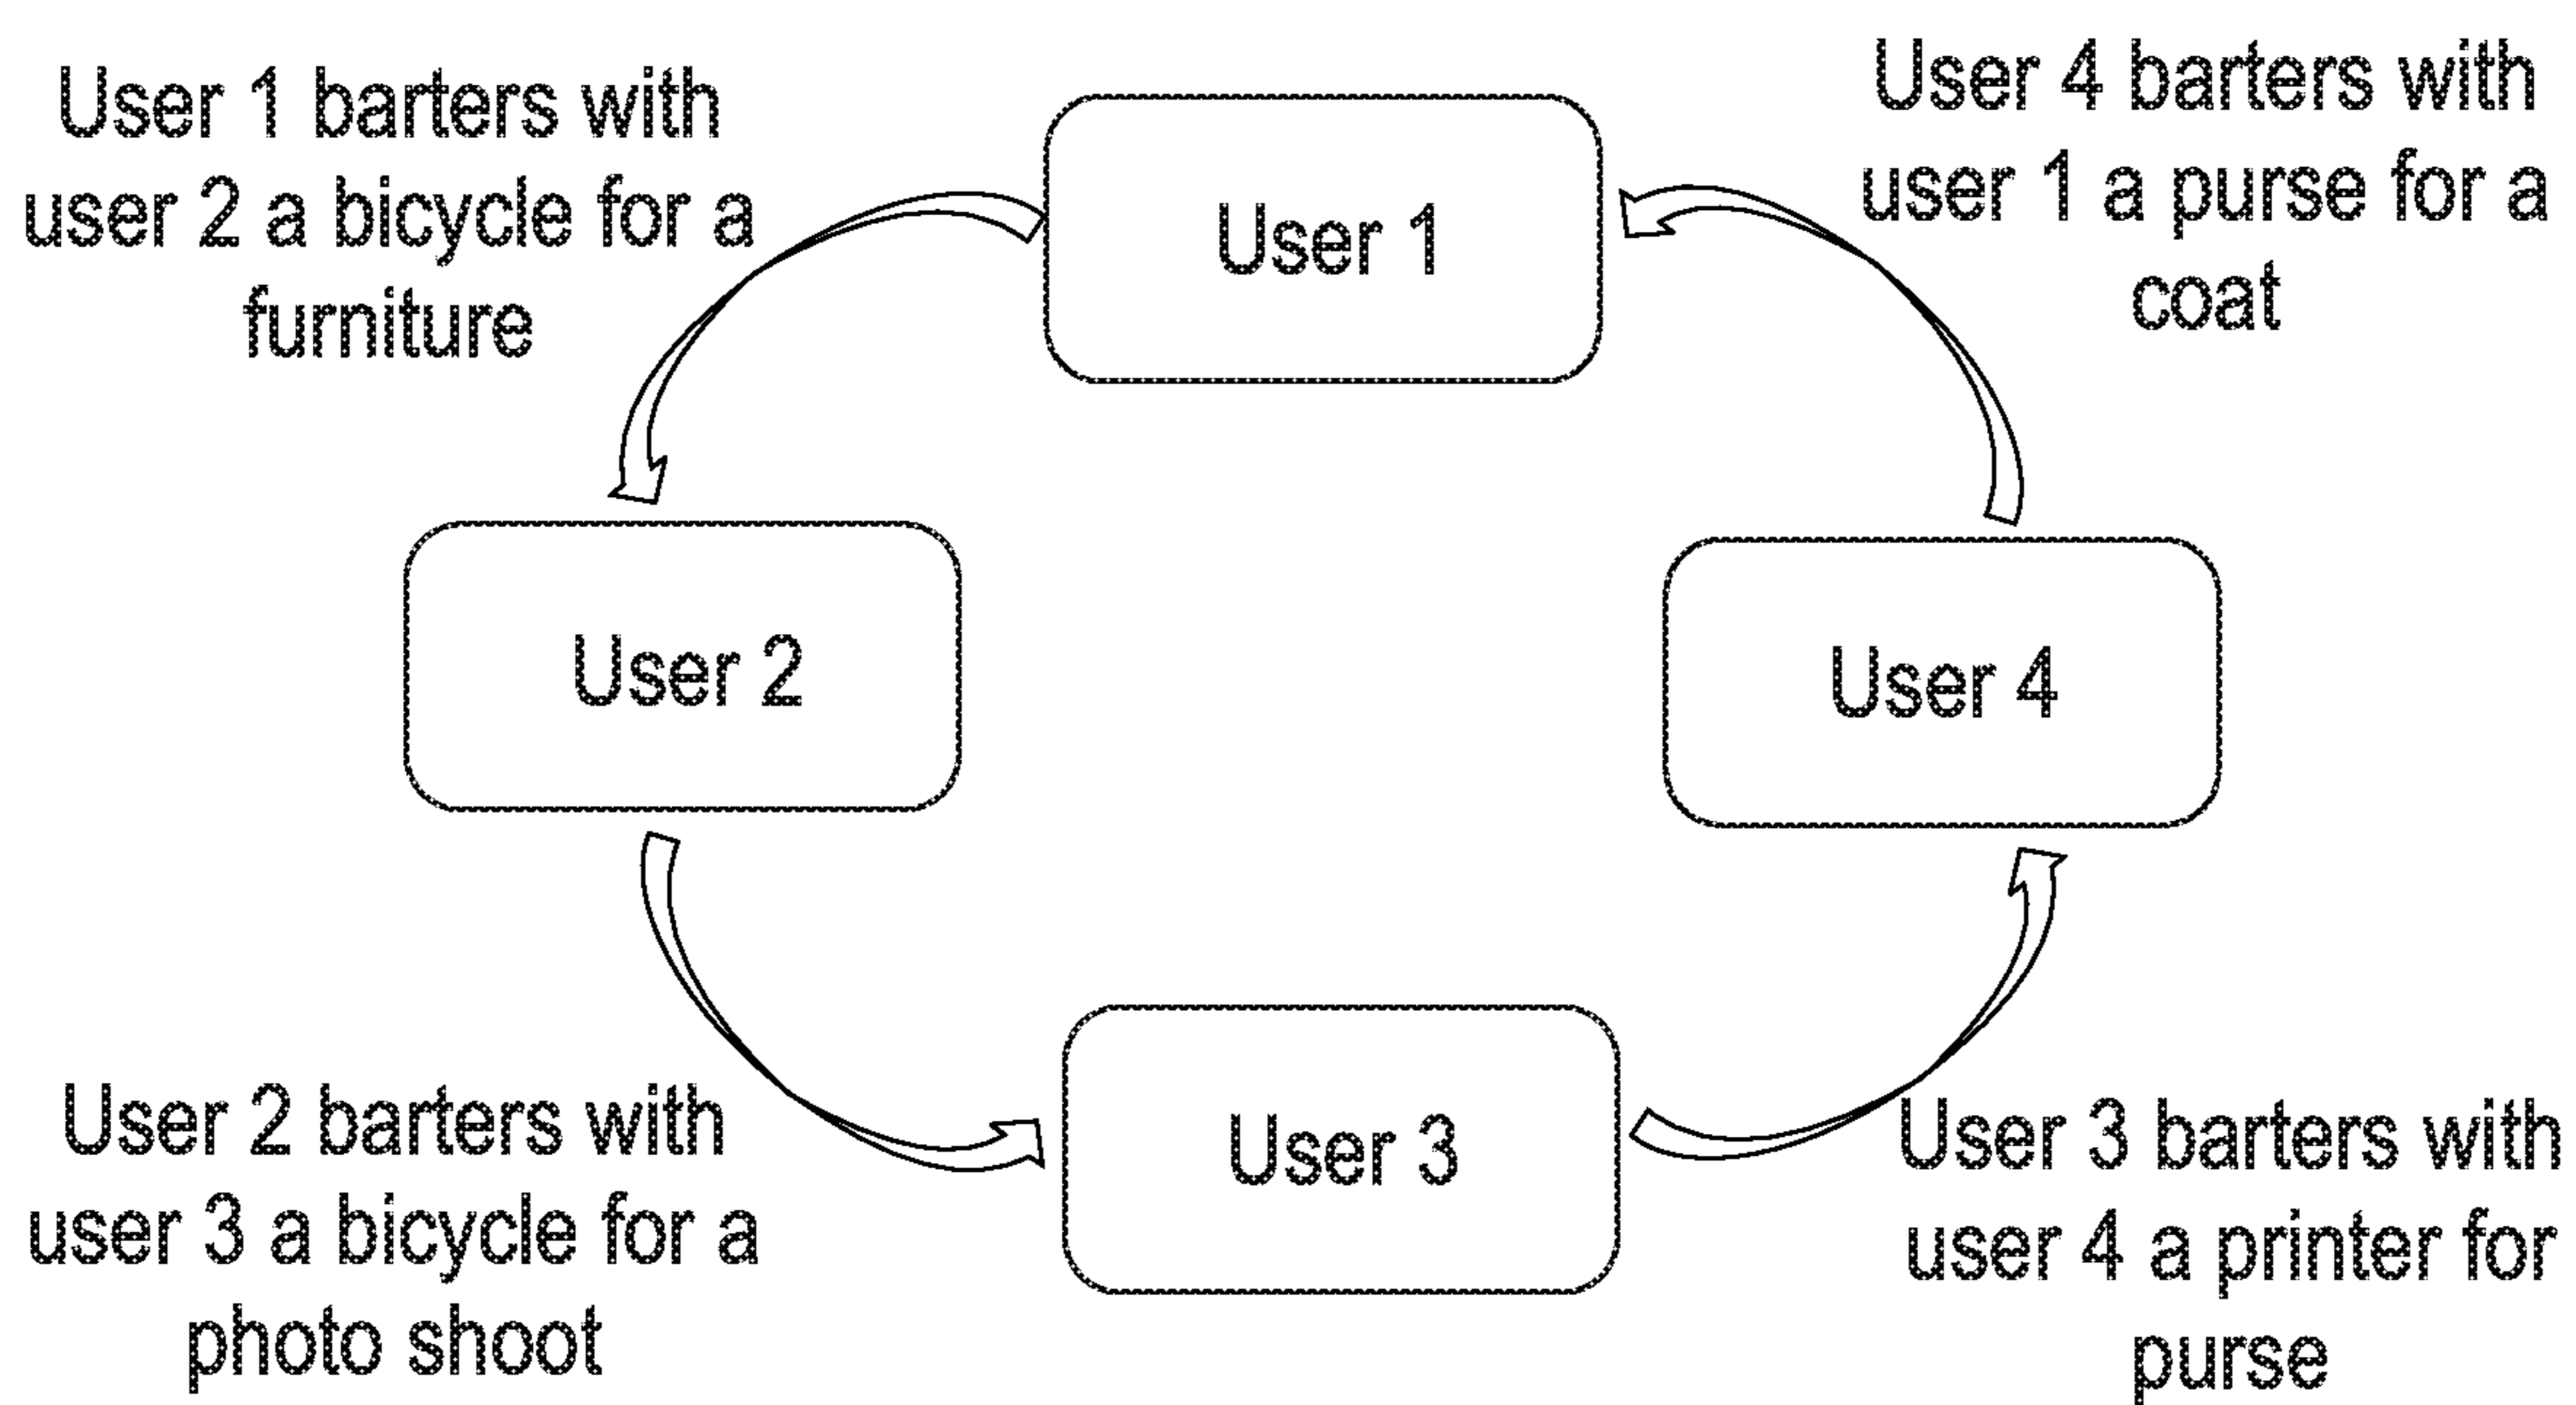 User 1 barters with
user 2 a bicycle for a
furniture
User 1
User 4 barters with
user 1 a purse for a
coat
User 2
User 4
User 2 barters with
user 3 a bicycle for a
photo shoot
User 3
User 3 barters with
user 4 a printer for
purse